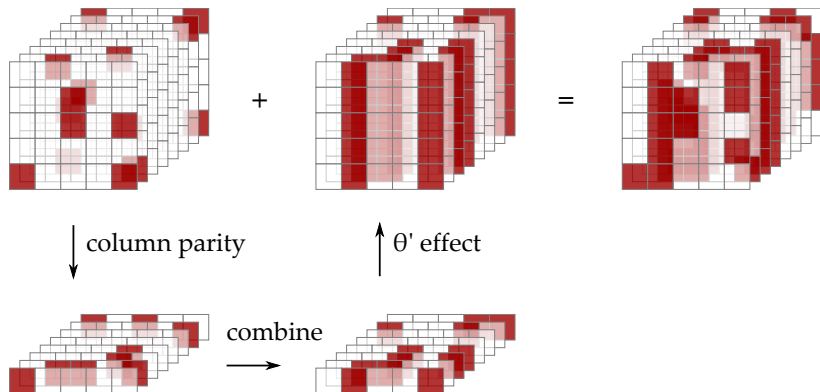 + =
column parity
θ' effect
combine